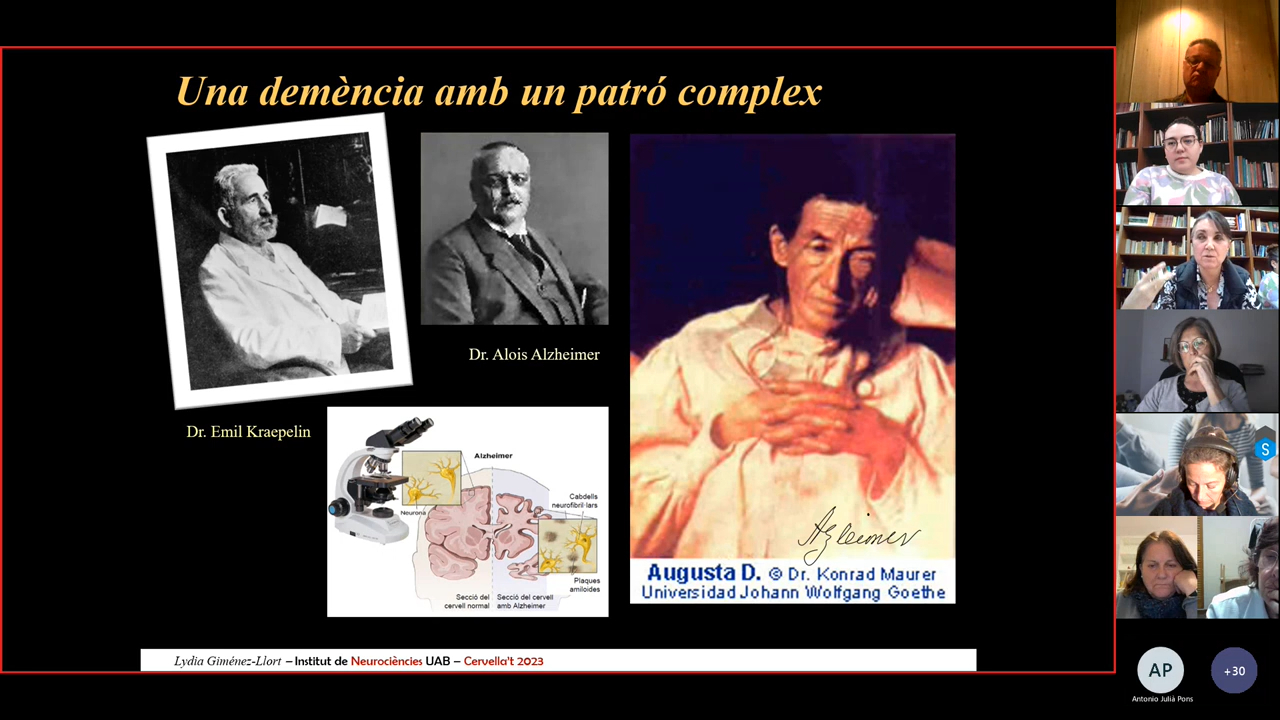 Una demència amb un patró complex
Dr. Alois Alzheimer
Dr. Emil Kraepelin
Alzheimer
Neurona
Cabdells
neurofibril·lars
Plaques
amiloides
Secció del
cervell normal
Secció del cervell
amb Alzheimer
Alzheimer
Augusta D. © Dr. Konrad Maurer
Universidad Johann Wolfgang Goethe
Lydia Giménez-Llort – Institut de Neurociències UAB – Cervella't 2023
S
AP
+30
Antonio Julià Pons